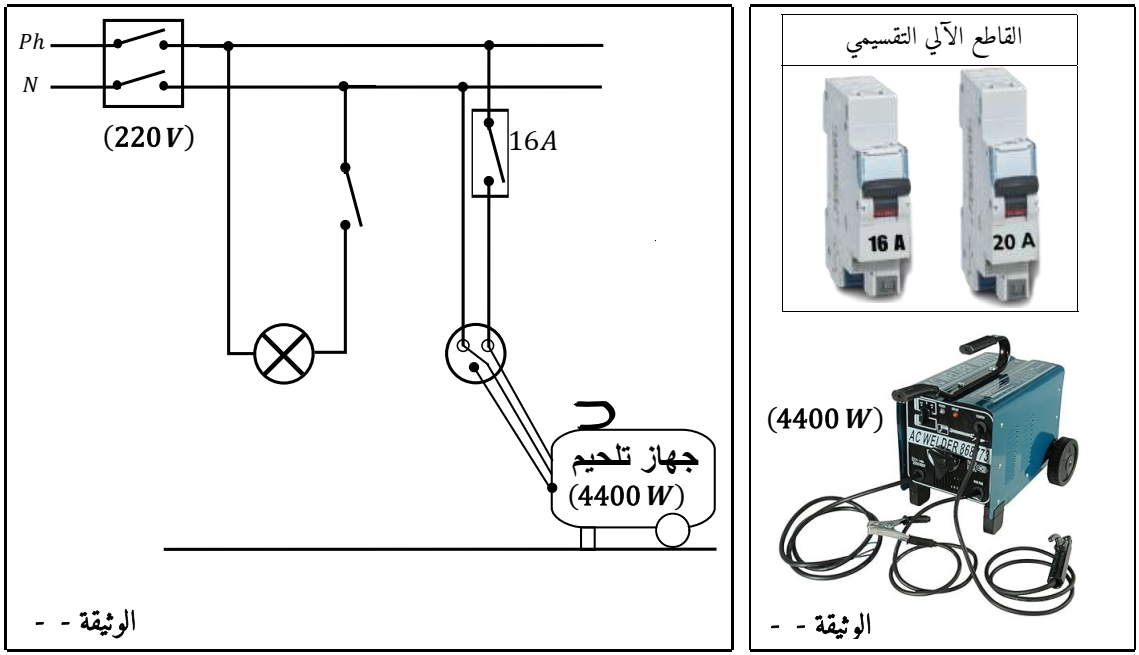 Ph
N
(220 V)
16A
جهاز تلحيم
(4400 W)
الوثيقة - -
القاطع الآلي التقسيمي
16 A
20 A
(4400 W)
AC WELDER
الوثيقة - -